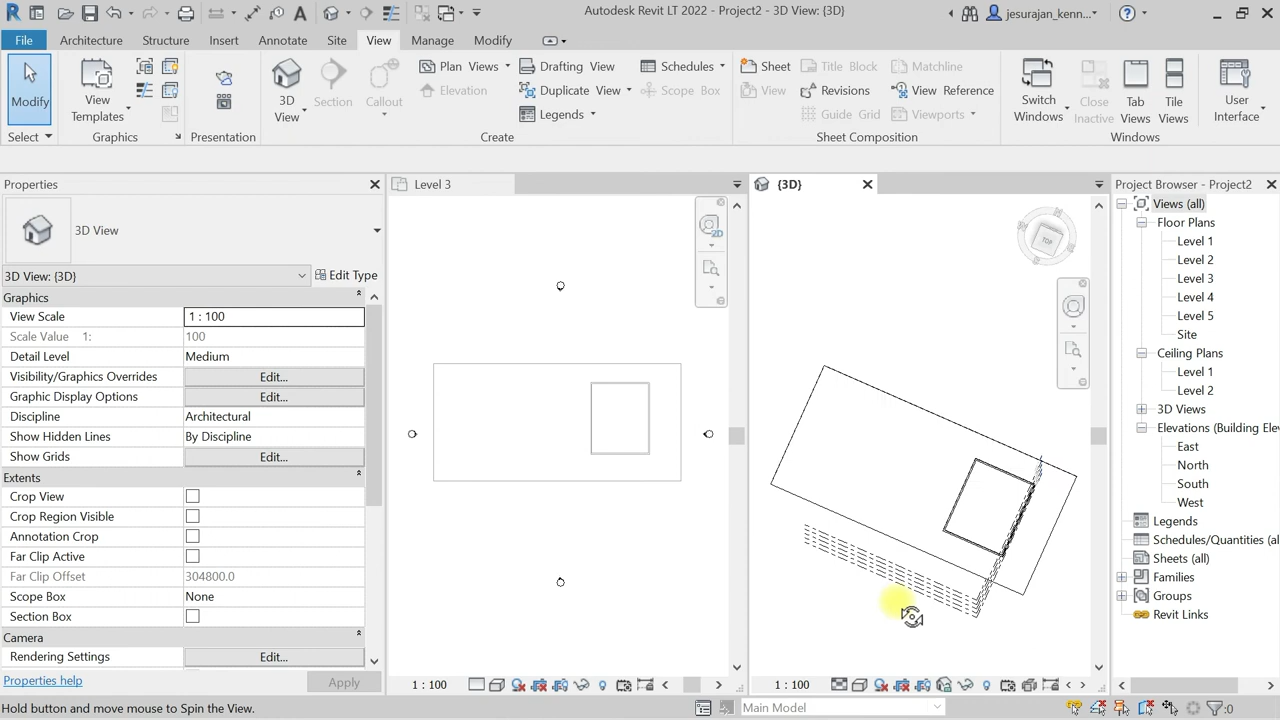 Autodesk Revit LT 2022 - Project2 - 3D View: {3D}
jesurajan_kenn...
File
Architecture
Structure
Insert
Annotate
Site
View
Manage
Modify
Modify
View
Templates
3D
View
Section
Callout
Plan Views
Elevation
Drafting View
Duplicate View
Legends
Schedules
Scope Box
Sheet
View
Title Block
Revisions
Guide Grid
Matchline
View Reference
Viewports
Switch
Windows
Close
Inactive
Tab
Views
Tile
Views
User
Interface
Select
Graphics
Presentation
Create
Sheet Composition
Windows
Properties
3D View
3D View: {3D}
Edit Type
Graphics
View Scale
1 : 100
Scale Value 1:
100
Detail Level
Medium
Visibility/Graphics Overrides
Edit...
Graphic Display Options
Edit...
Discipline
Architectural
Show Hidden Lines
By Discipline
Show Grids
Edit...
Extents
Crop View
Crop Region Visible
Annotation Crop
Far Clip Active
Far Clip Offset
304800.0
Scope Box
None
Section Box
Camera
Rendering Settings
Edit...
Properties help
Apply
Level 3
2D
1 : 100
{3D}
TOP
1 : 100
Project Browser - Project2
Views (all)
Floor Plans
Level 1
Level 2
Level 3
Level 4
Level 5
Site
Ceiling Plans
Level 1
Level 2
3D Views
Elevations (Building Ele
East
North
South
West
Legends
Schedules/Quantities (al
Sheets (all)
Families
Groups
Revit Links
Hold button and move mouse to Spin the View.
Main Model
:0